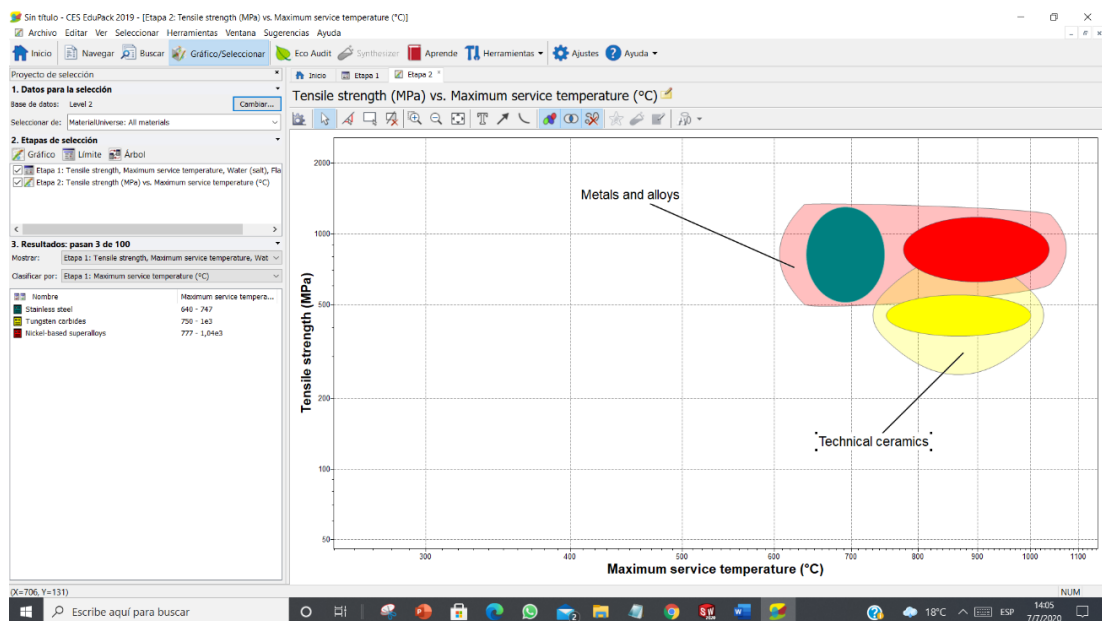 Sin título - CES EduPack 2019 - [Etapa 2: Tensile strength (MPa) vs. Maximum service temperature (°C)]
Archivo Editar Ver Seleccionar Herramientas Ventana Sugerencias Ayuda
Inicio Navegar Buscar Gráfico/Seleccionar Eco Audit Synthesizer Aprende Herramientas Ajustes Ayuda
Proyecto de selección
1. Datos para la selección
Base de datos: Level 2 Cambiar...
Seleccionar de: MaterialUniverse: All materials
2. Etapas de selección
Gráfico Límite Árbol
Etapa 1: Tensile strength, Maximum service temperature, Water (salt), Fla
Etapa 2: Tensile strength (MPa) vs. Maximum service temperature (°C)
3. Resultados: pasan 3 de 100
Mostrar: Etapa 1: Tensile strength, Maximum service temperature, Wat
Clasificar por: Etapa 1: Maximum service temperature (°C)
Nombre Maximum service tempera...
Stainless steel 640 - 747
Tungsten carbides 750 - 1e3
Nickel-based superalloys 777 - 1,04e3
Inicio Etapa 1 Etapa 2
Tensile strength (MPa) vs. Maximum service temperature (°C)
2000
Metals and alloys
1000
500
Tensile strength (MPa)
200
Technical ceramics
100
50
300 400 500 600 700 800 900 1000 1100
Maximum service temperature (°C)
(X=706, Y=131) NUM
Escribe aquí para buscar 18°C ESP 14:05
7/7/2020